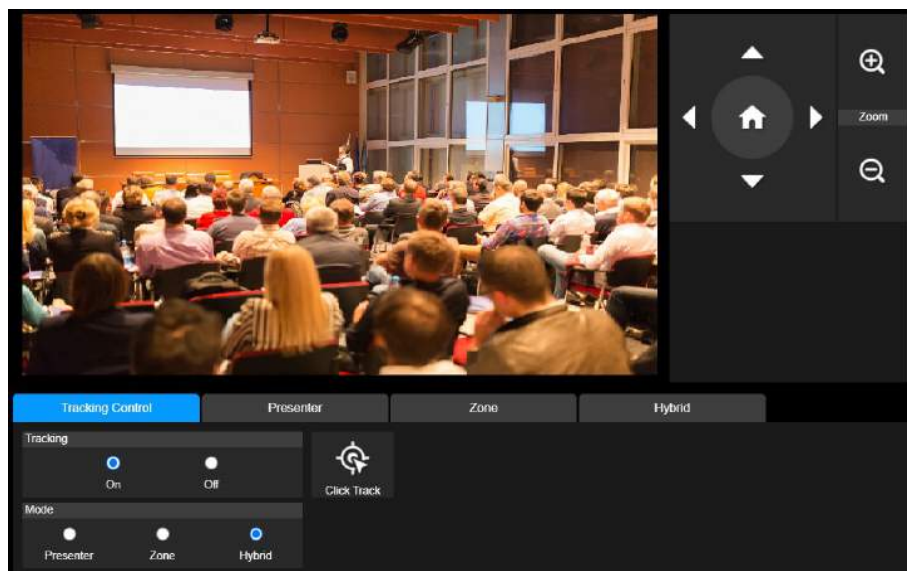 Zoom
Tracking Control
Presenter
Zone
Hybrid
Tracking
On
Off
Click Track
Mode
Presenter
Zone
Hybrid